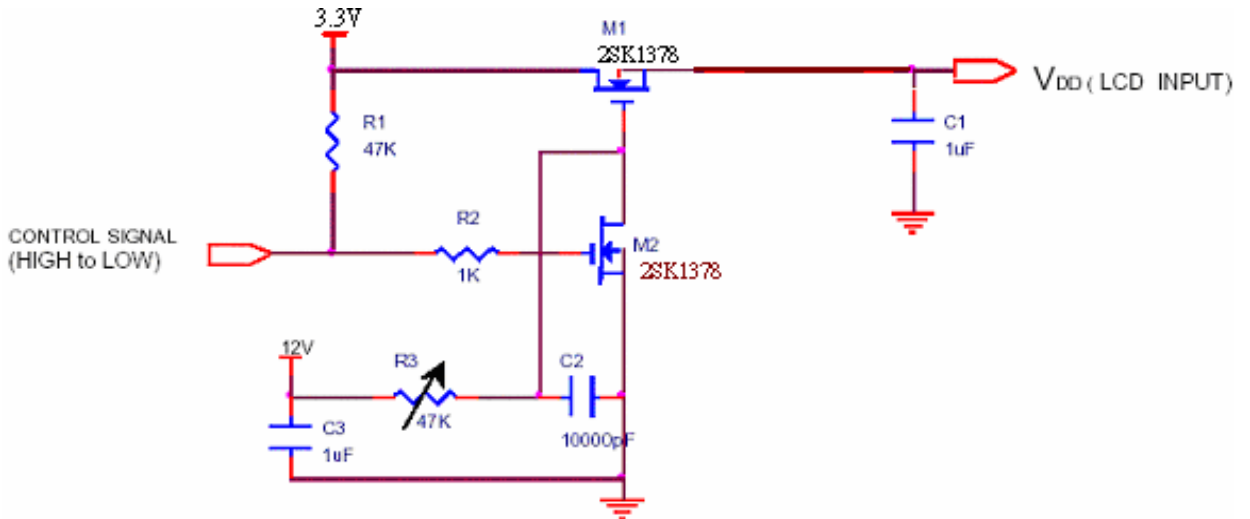 3.3V
M1
2SK1378
VDD ( LCD INPUT)
R1
47K
C1
1uF
CONTROL SIGNAL
(HIGH to LOW)
R2
1K
M2
2SK1378
12V
R3
47K
C2
10000pF
C3
1uF